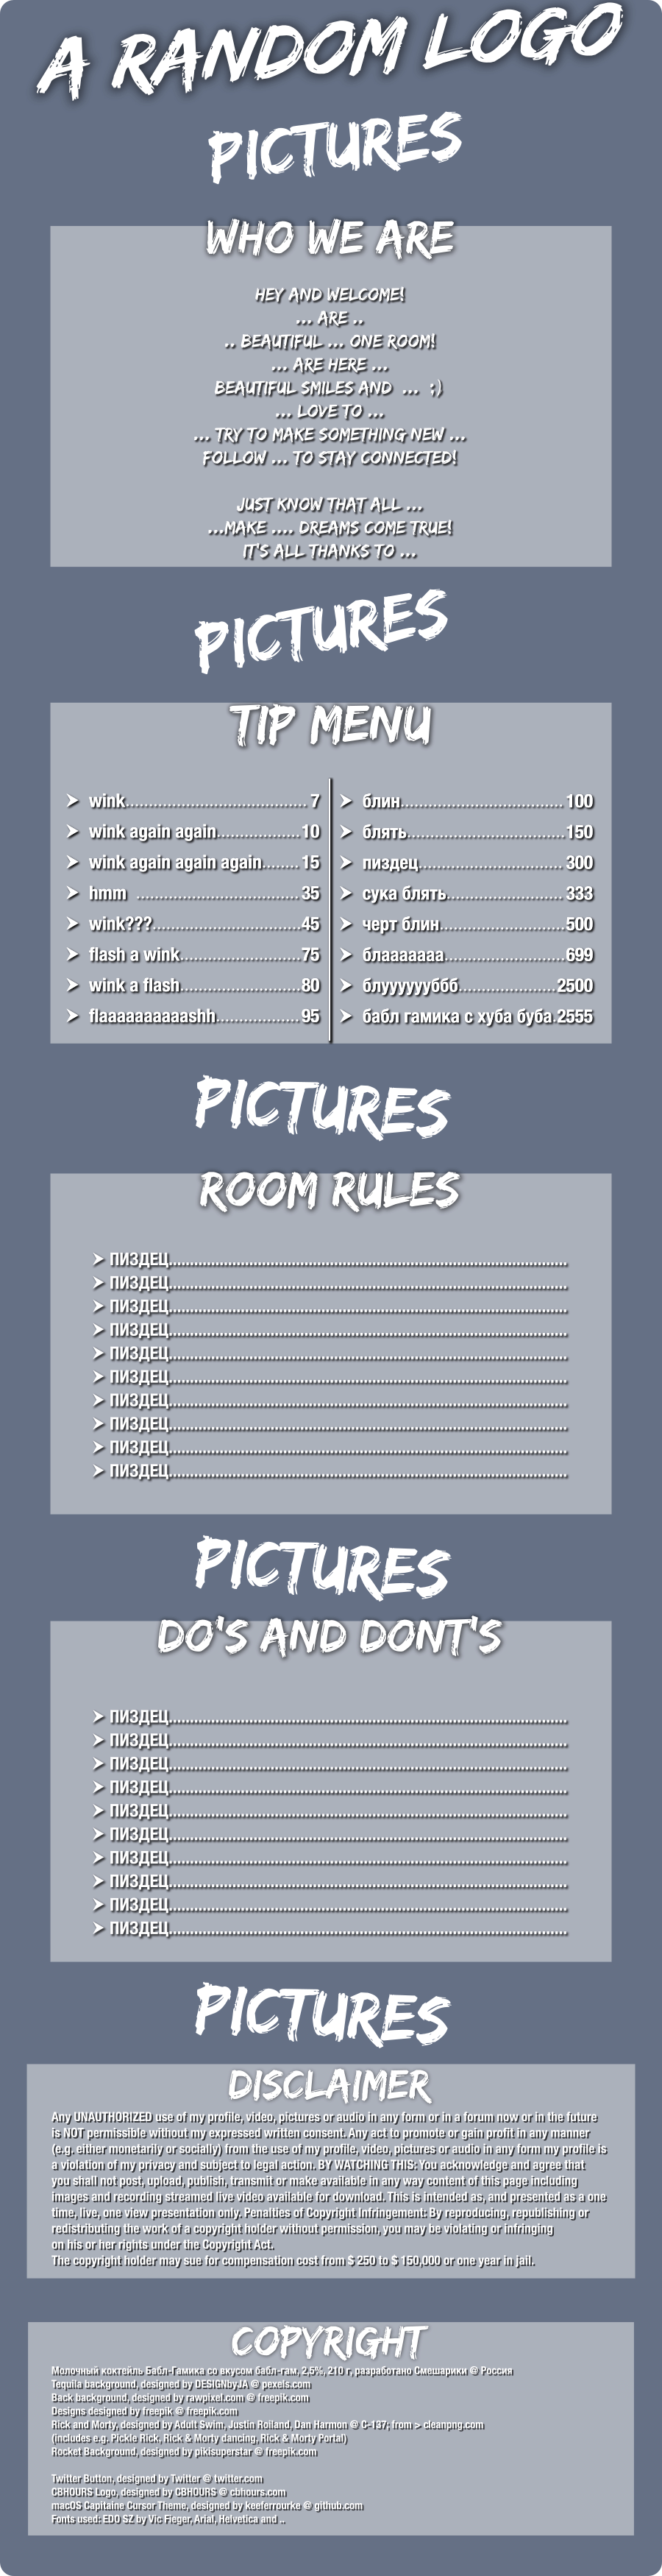 A RANDOM LOGO
PICTURES
WHO WE ARE
HEY AND WELCOME!
... ARE ..
.. BEAUTIFUL ... ONE ROOM!
... ARE HERE ...
BEAUTIFUL SMILES AND ... ;)
... LOVE TO ...
... TRY TO MAKE SOMETHING NEW ...
FOLLOW ... TO STAY CONNECTED!
JUST KNOW THAT ALL ...
...MAKE .... DREAMS COME TRUE!
IT'S ALL THANKS TO ...
PICTURES
TIP MENU
➢ wink......................................7
➢ wink again again..................10
➢ wink again again again........15
➢ hmm ..................................35
➢ wink???...............................45
➢ flash a wink.........................75
➢ wink a flash.........................80
➢ flaaaaaaaaaashh..................95
➢ блин..................................100
➢ блять.................................150
➢ пиздец..............................300
➢ сука блять.........................333
➢ черт блин..........................500
➢ блааааааа..........................699
➢ блуууууубббб....................2500
➢ бабл гамика с хуба буба.2555
PICTURES
ROOM RULES
➢ ПИЗДЕЦ....................................................................................
➢ ПИЗДЕЦ....................................................................................
➢ ПИЗДЕЦ....................................................................................
➢ ПИЗДЕЦ....................................................................................
➢ ПИЗДЕЦ....................................................................................
➢ ПИЗДЕЦ....................................................................................
➢ ПИЗДЕЦ....................................................................................
➢ ПИЗДЕЦ....................................................................................
➢ ПИЗДЕЦ....................................................................................
➢ ПИЗДЕЦ....................................................................................
PICTURES
DO'S AND DONT'S
➢ ПИЗДЕЦ....................................................................................
➢ ПИЗДЕЦ....................................................................................
➢ ПИЗДЕЦ....................................................................................
➢ ПИЗДЕЦ....................................................................................
➢ ПИЗДЕЦ....................................................................................
➢ ПИЗДЕЦ....................................................................................
➢ ПИЗДЕЦ....................................................................................
➢ ПИЗДЕЦ....................................................................................
➢ ПИЗДЕЦ....................................................................................
➢ ПИЗДЕЦ....................................................................................
PICTURES
DISCLAIMER
Any UNAUTHORIZED use of my profile, video, pictures or audio in any form or in a forum now or in the future
is NOT permissible without my expressed written consent. Any act to promote or gain profit in any manner
(e.g. either monetarily or socially) from the use of my profile, video, pictures or audio in any form my profile is
a violation of my privacy and subject to legal action. BY WATCHING THIS: You acknowledge and agree that
you shall not post, upload, publish, transmit or make available in any way content of this page including
images and recording streamed live video available for download. This is intended as, and presented as a one
time, live, one view presentation only. Penalties of Copyright Infringement: By reproducing, republishing or
redistributing the work of a copyright holder without permission, you may be violating or infringing
on his or her rights under the Copyright Act.
The copyright holder may sue for compensation cost from $ 250 to $ 150,000 or one year in jail.
COPYRIGHT
Молочный коктейль Бабл-Гамика со вкусом бабл-гам, 2,5%, 210 г, разработано Смешарики @ Россия
Tequila background, designed by DESIGNbyJA @ pexels.com
Back background, designed by rawpixel.com @ freepik.com
Designs designed by freepik @ freepik.com
Rick and Morty, designed by Adult Swim, Justin Roiland, Dan Harmon @ C-137; from > cleanpng.com
(includes e.g. Pickle Rick, Rick & Morty dancing, Rick & Morty Portal)
Rocket Background, designed by pikisuperstar @ freepik.com
Twitter Button, designed by Twitter @ twitter.com
CBHOURS Logo, designed by CBHOURS @ cbhours.com
macOS Capitaine Cursor Theme, designed by keeferrourke @ github.com
Fonts used: EDO SZ by Vic Fieger, Arial, Helvetica and ..